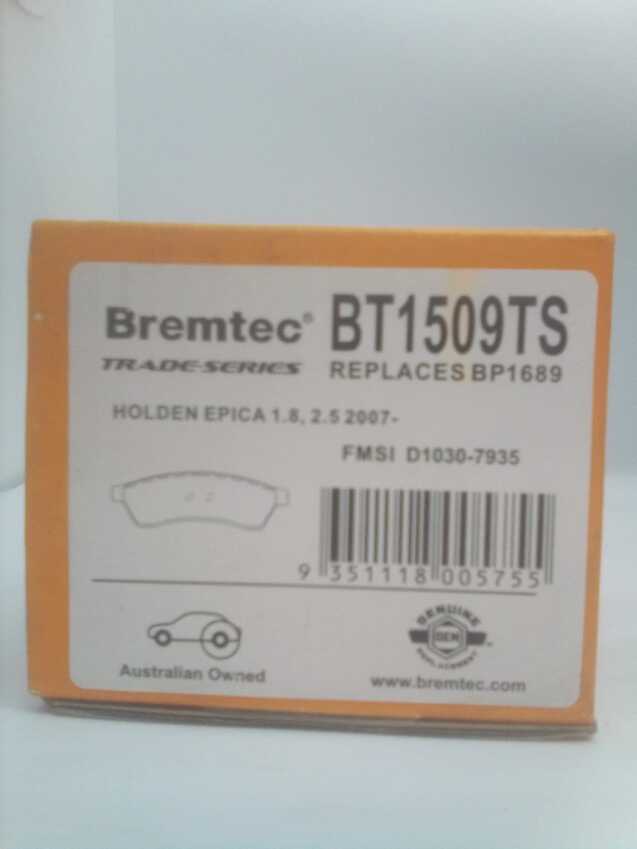 Bremtec® BT1509TS
TRADE-SERIES REPLACES BP1689
HOLDEN EPICA 1.8, 2.5 2007-
FMSI D1030-7935
9 351118 005755
GENUINE
OEM
REPLACEMENT
Australian Owned
www.bremtec.com